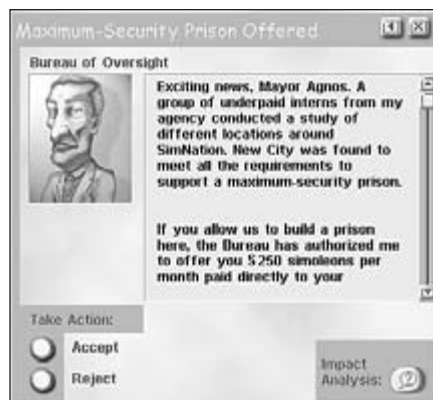 Maximum-Security Prison Offered
Bureau of Oversight
Exciting news, Mayor Agnos. A
group of underpaid interns from my
agency conducted a study of
different locations around
SimNation. New City was found to
meet all the requirements to
support a maximum-security prison.
If you allow us to build a prison
here, the Bureau has authorized me
to offer you §250 simoleons per
month paid directly to your
Take Action:
Accept
Reject
Impact
Analysis: